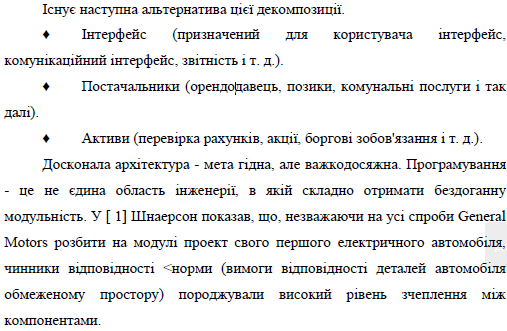 Існує наступна альтернатива цієї декомпозиції.
♦ Інтерфейс (призначений для користувача інтерфейс,
комунікаційний інтерфейс, звітність і т. д.).
♦ Постачальники (орендодавець, позики, комунальні послуги і так
далі).
♦ Активи (перевірка рахунків, акції, боргові зобов'язання і т. д.).
Досконала архітектура - мета гідна, але важкодосяжна. Програмування
- це не єдина область інженерії, в якій складно отримати бездоганну
модульність. У [ 1] Шнаерсон показав, що, незважаючи на усі спроби General
Motors розбити на модулі проект свого першого електричного автомобіля,
чинники відповідності <норми (вимоги відповідності деталей автомобіля
обмеженому простору) породжували високий рівень зчеплення між
компонентами.